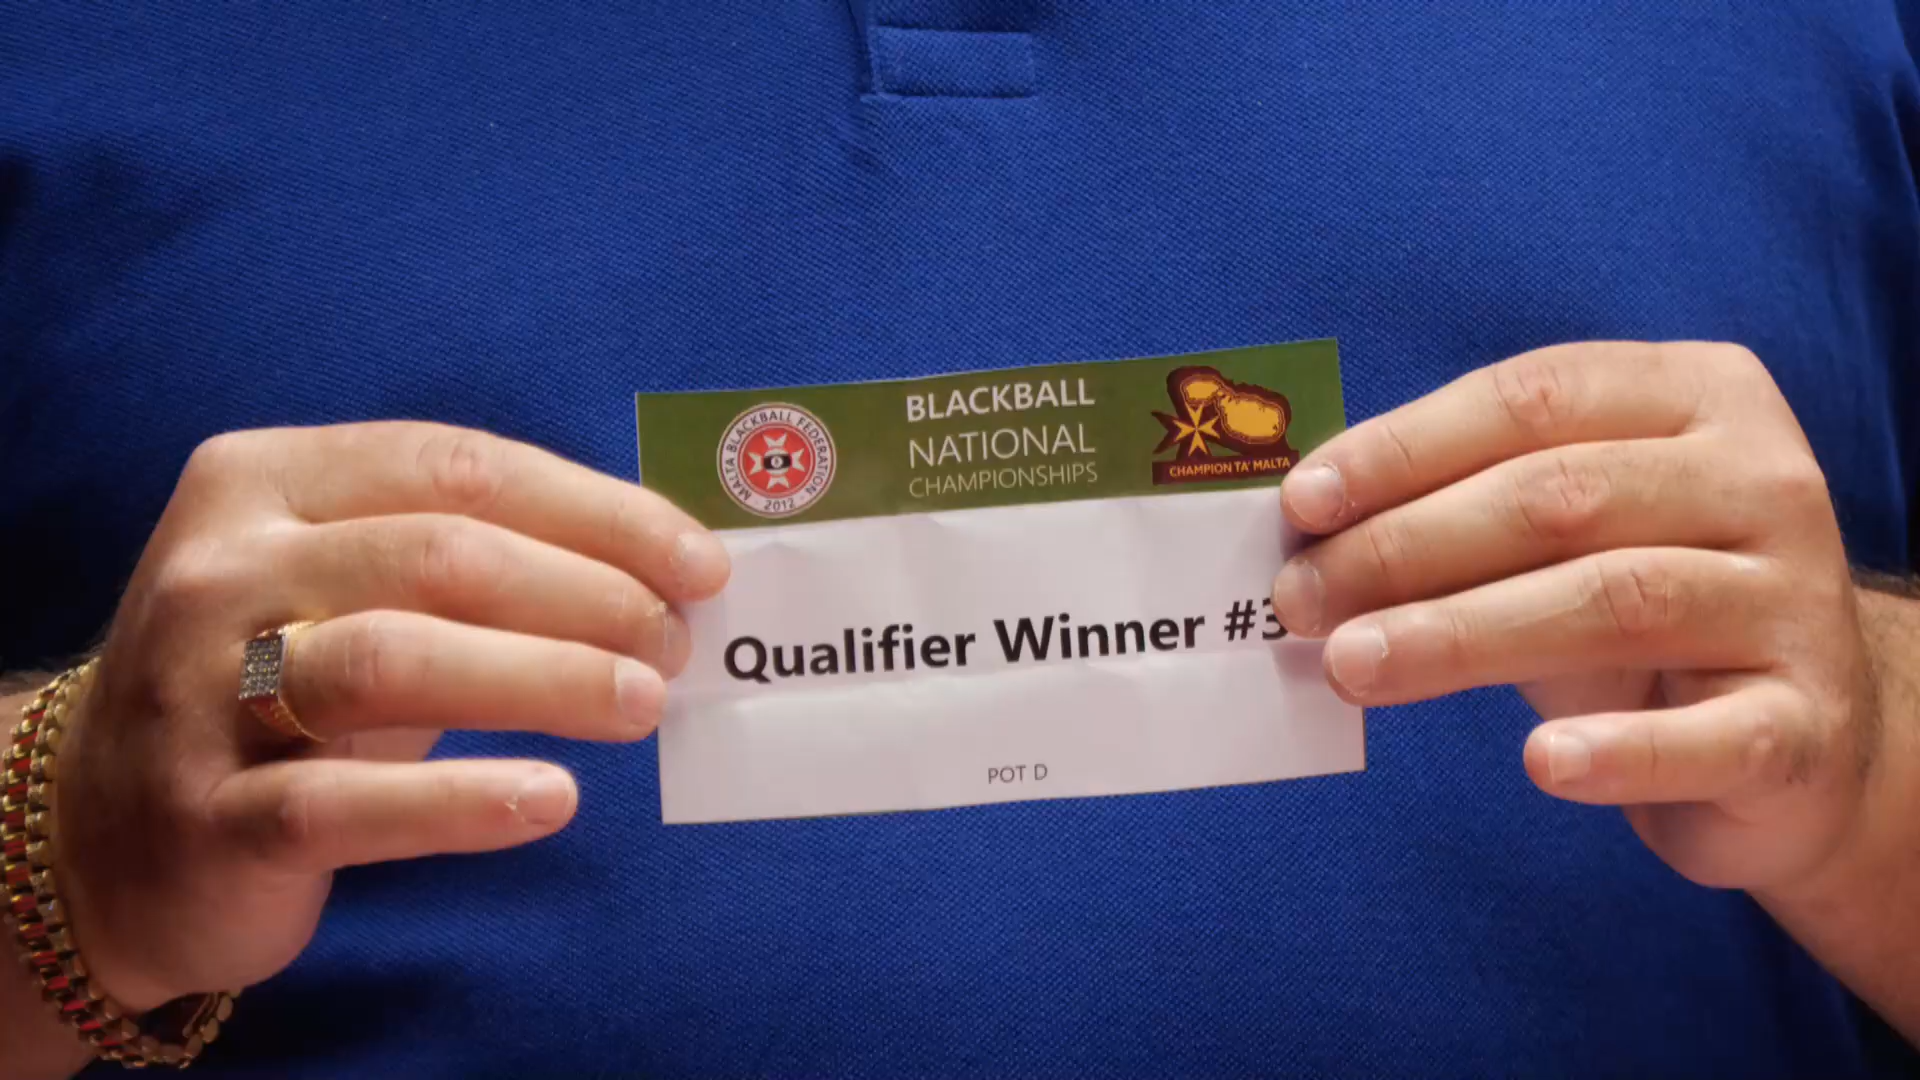 MALTA BLACKBALL FEDERATION
· 2012 ·
BLACKBALL
NATIONAL
CHAMPIONSHIPS
CHAMPION TA' MALTA
Qualifier Winner #3
POT D